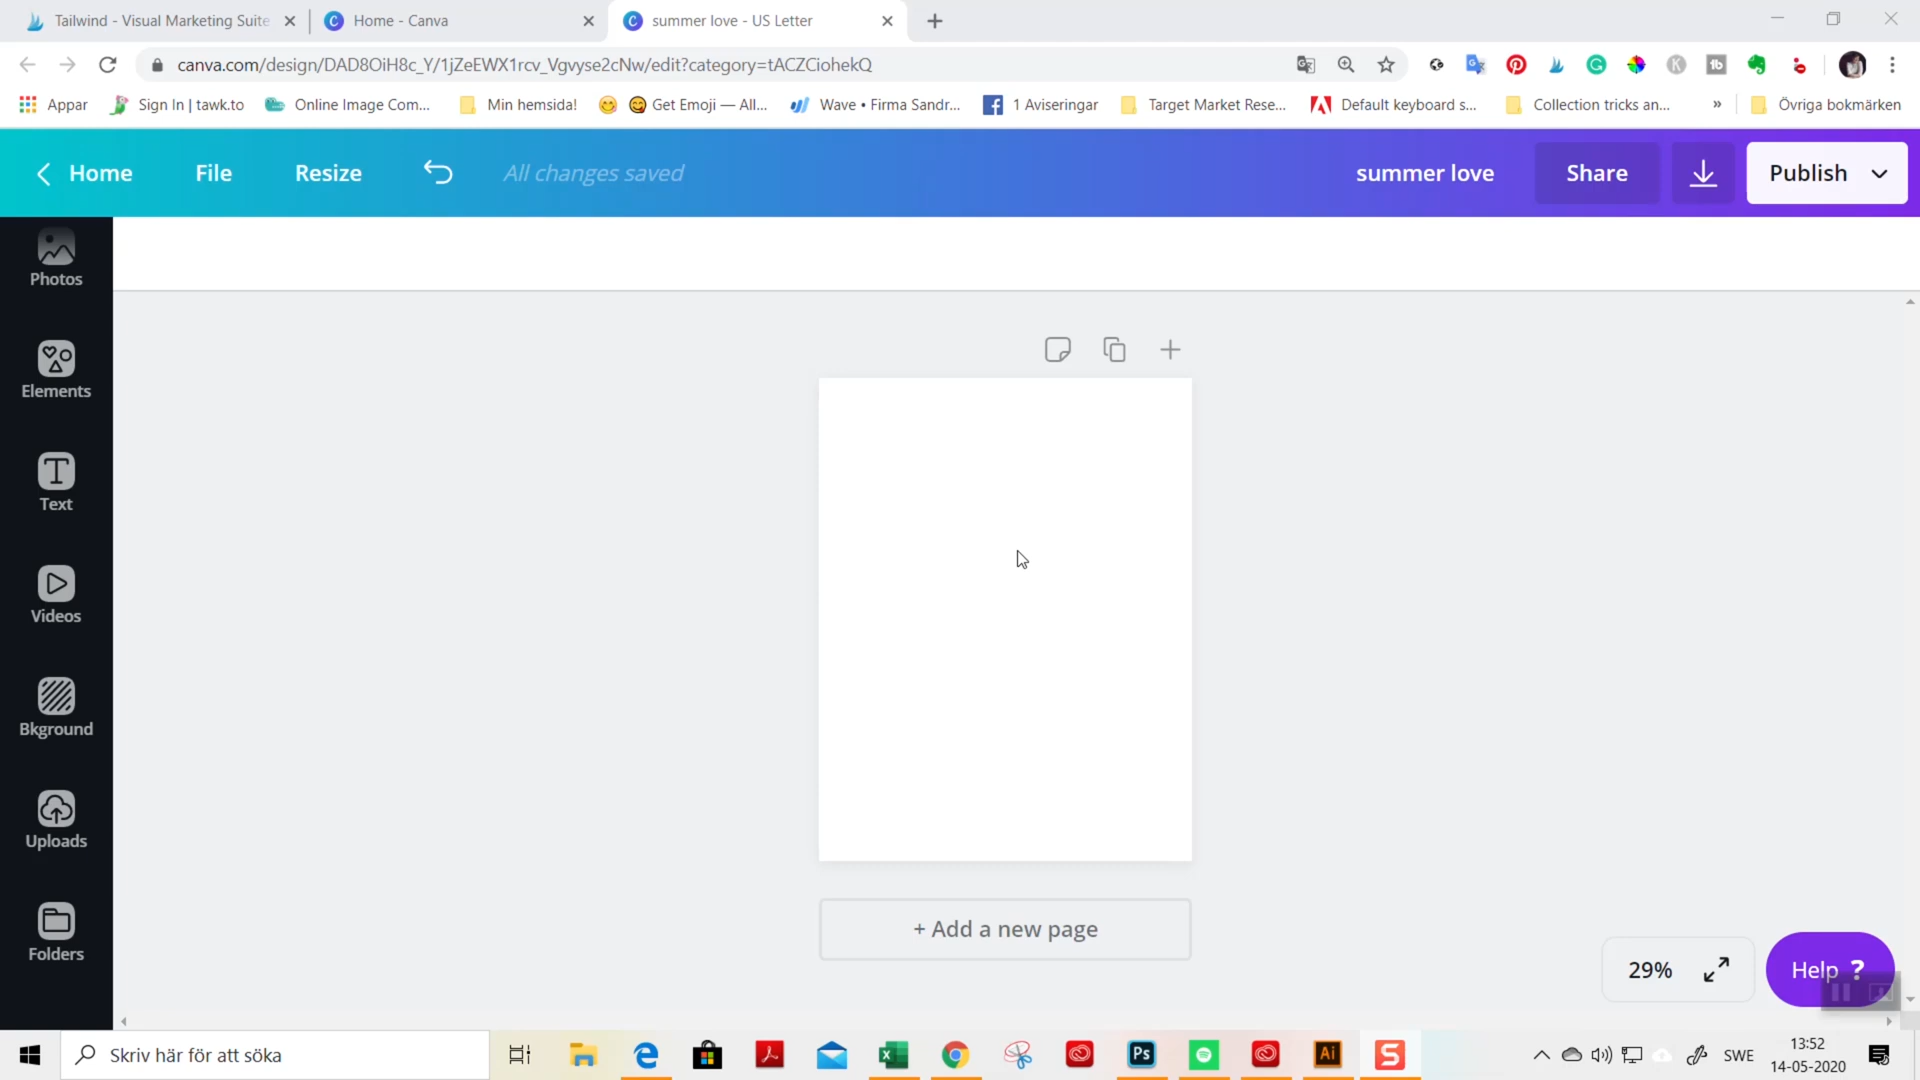 Tailwind - Visual Marketing Suite
Home - Canva
summer love - US Letter
canva.com/design/DAD8OiH8c_Y/1jZeEWX1rcv_Vgvyse2cNw/edit?category=tACZCiohekQ
Appar
Sign In | tawk.to
Online Image Com...
Min hemsida!
Get Emoji — All...
Wave • Firma Sandr...
1 Aviseringar
Target Market Rese...
Default keyboard s...
Collection tricks an...
»
Övriga bokmärken
Home
File
Resize
All changes saved
summer love
Share
Publish
Photos
Elements
Text
Videos
Bkground
Uploads
Folders
+ Add a new page
29%
Help ?
Skriv här för att söka
Ps
Ai
SWE
13:52
14-05-2020